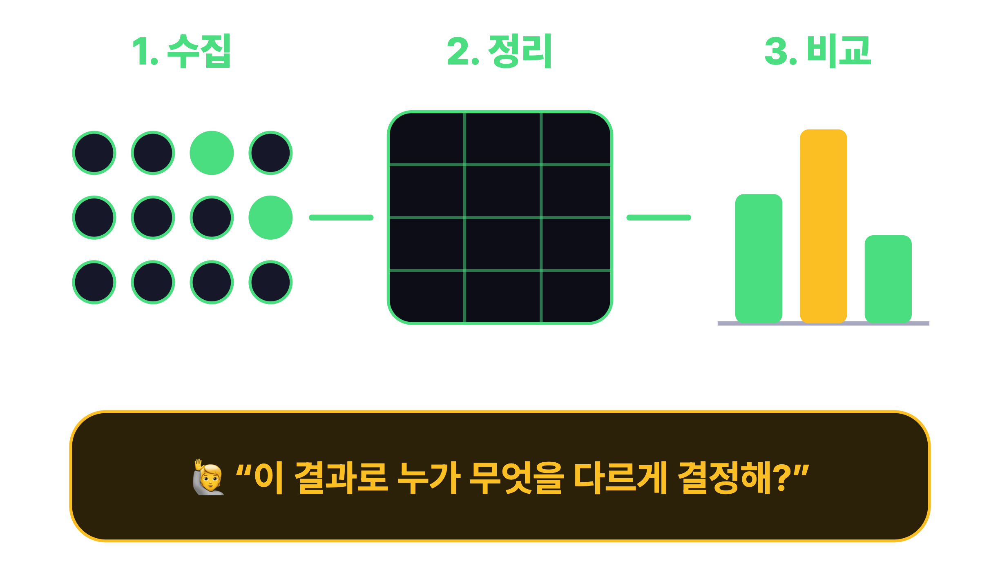 1. 수집
2. 정리
3. 비교
🙋 “이 결과로 누가 무엇을 다르게 결정해?”